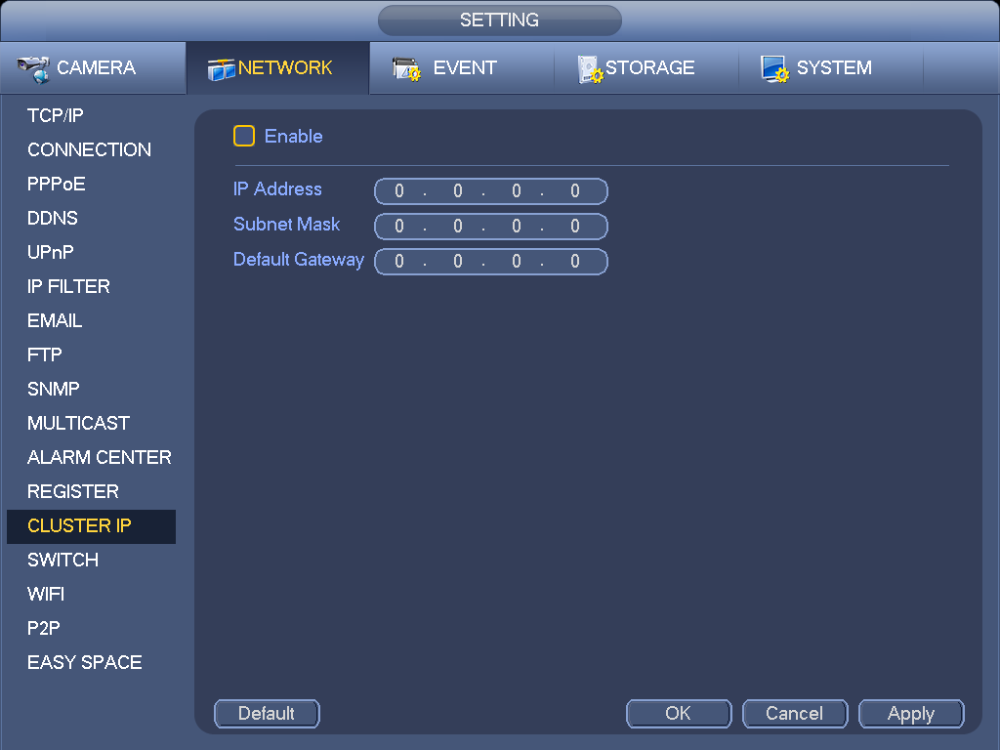 SETTING
CAMERA NETWORK EVENT STORAGE SYSTEM
TCP/IP
CONNECTION
PPPoE
DDNS
UPnP
IP FILTER
EMAIL
FTP
SNMP
MULTICAST
ALARM CENTER
REGISTER
CLUSTER IP
SWITCH
WIFI
P2P
EASY SPACE
Enable
IP Address 0 . 0 . 0 . 0
Subnet Mask 0 . 0 . 0 . 0
Default Gateway 0 . 0 . 0 . 0
Default OK Cancel Apply